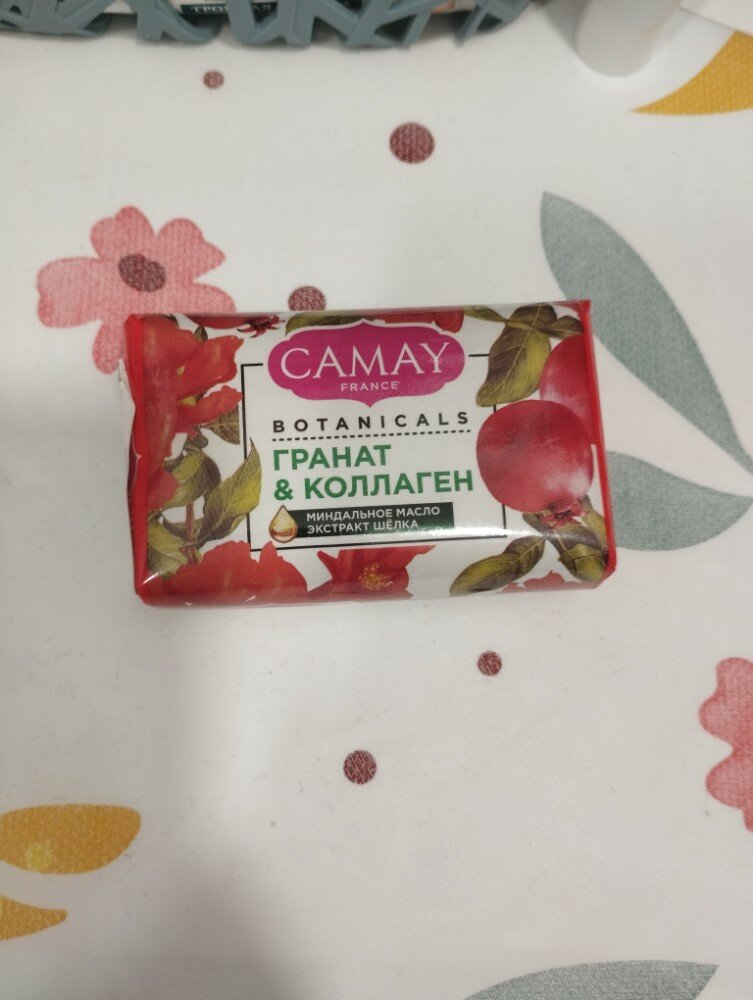 CAMAY
FRANCE
BOTANICALS
ГРАНАТ
& КОЛЛАГЕН
МИНДАЛЬНОЕ МАСЛО
ЭКСТРАКТ ШЁЛКА